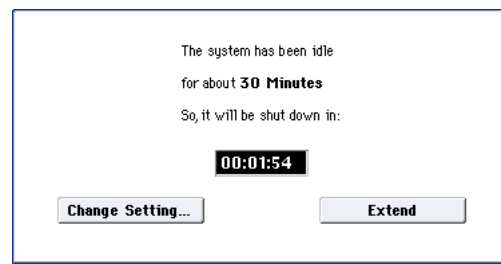 The system has been idle
for about 30 Minutes
So, it will be shut down in:
00:01:54
Change Setting... Extend